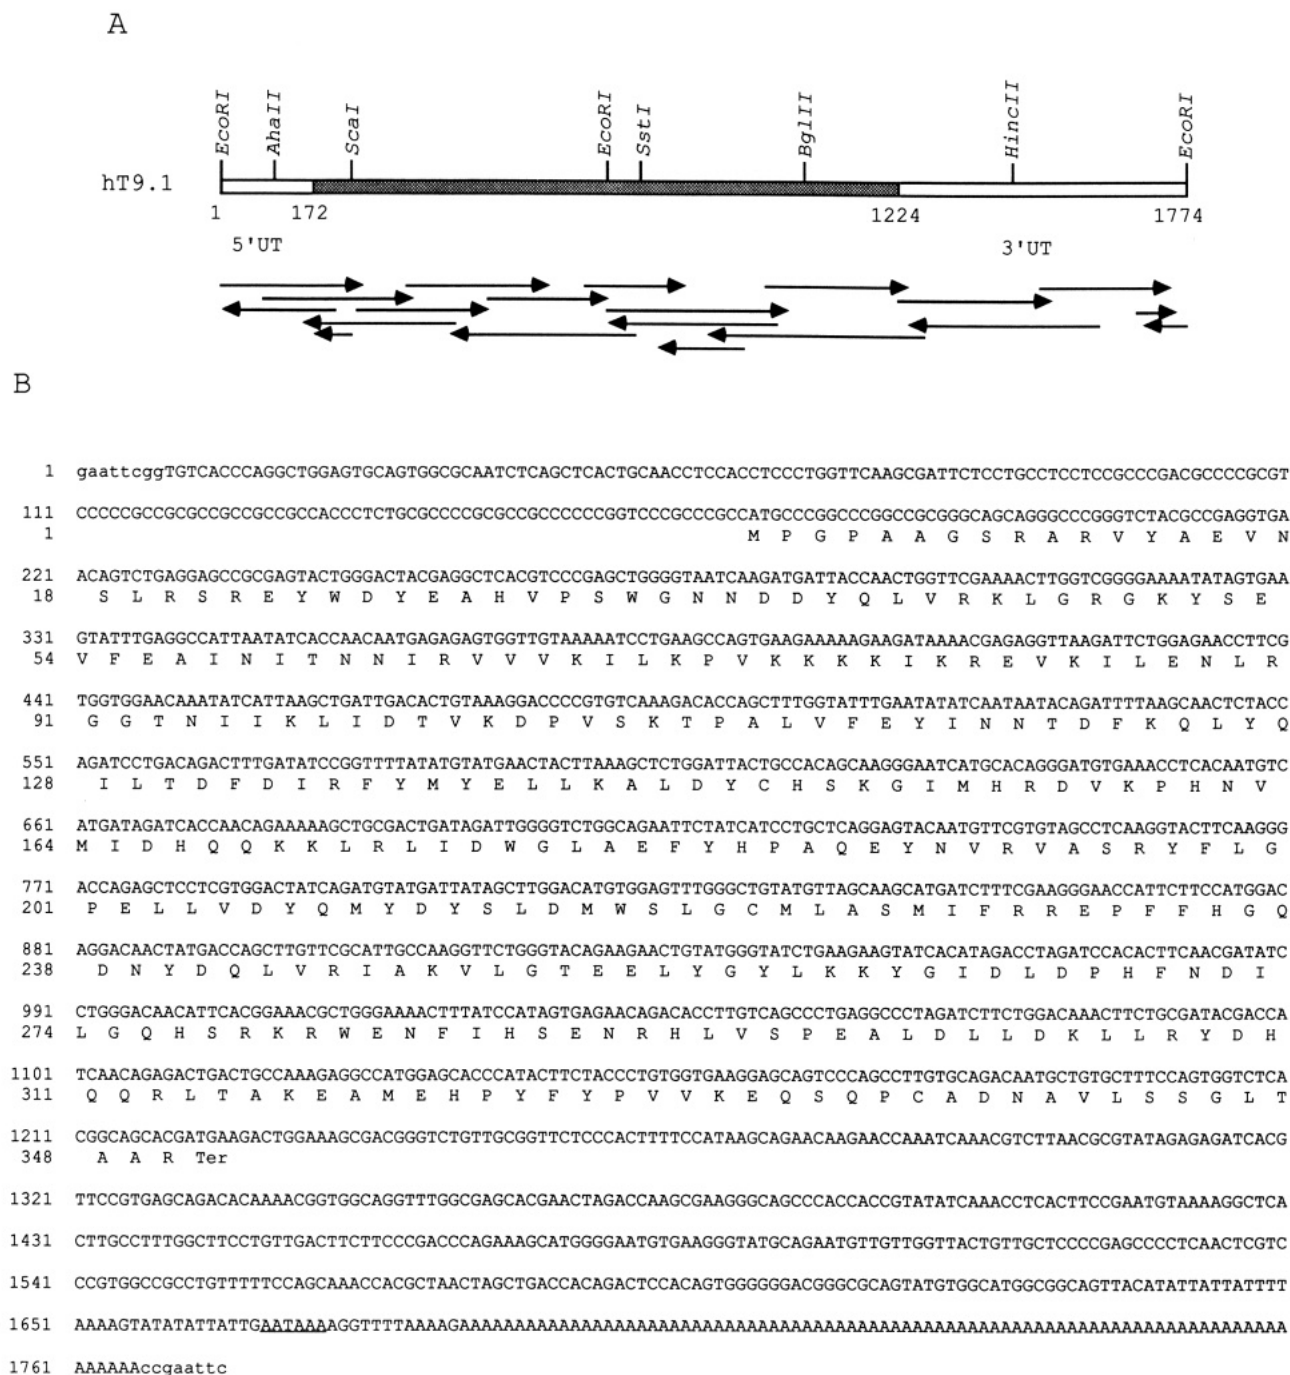 A
EcoRI AhaII ScaI EcoRI SstI BglII HincII EcoRI
hT9.1
1 172 1224 1774
5'UT 3'UT
B
1 gaattcggTGTCACCCAGGCTGGAGTGCAGTGGCGCAATCTCAGCTCACTGCAACCTCCACCTCCCTGGTTCAAGCGATTCTCCTGCCTCCTCCGCCCGACGCCCCGCGT
111 CCCCCGCCGCGCCGCCGCCGCCACCCTCTGCGCCCCGCGCCGCCCCCCGGTCCCGCCCGCCATGCCCGGCCCGGCCGCGGGCAGCAGGGCCCGGGTCTACGCCGAGGTGA
1 M P G P A A G S R A R V Y A E V N
221 ACAGTCTGAGGAGCCGCGAGTACTGGGACTACGAGGCTCACGTCCCGAGCTGGGGTAATCAAGATGATTACCAACTGGTTCGAAAACTTGGTCGGGGAAAATATAGTGAA
18 S L R S R E Y W D Y E A H V P S W G N N D D Y Q L V R K L G R G K Y S E
331 GTATTTGAGGCCATTAATATCACCAACAATGAGAGAGTGGTTGTAAAAATCCTGAAGCCAGTGAAGAAAAAGAAGATAAAACGAGAGGTTAAGATTCTGGAGAACCTTCG
54 V F E A I N I T N N I R V V V K I L K P V K K K K I K R E V K I L E N L R
441 TGGTGGAACAAATATCATTAAGCTGATTGACACTGTAAAGGACCCCGTGTCAAAGACACCAGCTTTGGTATTTGAATATATCAATAATACAGATTTTAAGCAACTCTACC
91 G G T N I I K L I D T V K D P V S K T P A L V F E Y I N N T D F K Q L Y Q
551 AGATCCTGACAGACTTTGATATCCGGTTTTATATGTATGAACTACTTAAAGCTCTGGATTACTGCCACAGCAAGGGAATCATGCACAGGGATGTGAAACCTCACAATGTC
128 I L T D F D I R F Y M Y E L L K A L D Y C H S K G I M H R D V K P H N V
661 ATGATAGATCACCAACAGAAAAAGCTGCGACTGATAGATTGGGGTCTGGCAGAATTCTATCATCCTGCTCAGGAGTACAATGTTCGTGTAGCCTCAAGGTACTTCAAGGG
164 M I D H Q Q K K L R L I D W G L A E F Y H P A Q E Y N V R V A S R Y F L G
771 ACCAGAGCTCCTCGTGGACTATCAGATGTATGATTATAGCTTGGACATGTGGAGTTTGGGCTGTATGTTAGCAAGCATGATCTTTCGAAGGGAACCATTCTTCCATGGAC
201 P E L L V D Y Q M Y D Y S L D M W S L G C M L A S M I F R R E P F F H G Q
881 AGGACAACTATGACCAGCTTGTTCGCATTGCCAAGGTTCTGGGTACAGAAGAACTGTATGGGTATCTGAAGAAGTATCACATAGACCTAGATCCACACTTCAACGATATC
238 D N Y D Q L V R I A K V L G T E E L Y G Y L K K Y G I D L D P H F N D I
991 CTGGGACAACATTCACGGAAACGCTGGGAAAACTTTATCCATAGTGAGAACAGACACCTTGTCAGCCCTGAGGCCCTAGATCTTCTGGACAAACTTCTGCGATACGACCA
274 L G Q H S R K R W E N F I H S E N R H L V S P E A L D L L D K L L R Y D H
1101 TCAACAGAGACTGACTGCCAAAGAGGCCATGGAGCACCCATACTTCTACCCTGTGGTGAAGGAGCAGTCCCAGCCTTGTGCAGACAATGCTGTGCTTTCCAGTGGTCTCA
311 Q Q R L T A K E A M E H P Y F Y P V V K E Q S Q P C A D N A V L S S G L T
1211 CGGCAGCACGATGAAGACTGGAAAGCGACGGGTCTGTTGCGGTTCTCCCACTTTTCCATAAGCAGAACAAGAACCAAATCAAACGTCTTAACGCGTATAGAGAGATCACG
348 A A R Ter
1321 TTCCGTGAGCAGACACAAAACGGTGGCAGGTTTGGCGAGCACGAACTAGACCAAGCGAAGGGCAGCCCACCACCGTATATCAAACCTCACTTCCGAATGTAAAAGGCTCA
1431 CTTGCCTTTGGCTTCCTGTTGACTTCTTCCCGACCCAGAAAGCATGGGGAATGTGAAGGGTATGCAGAATGTTGTTGGTTACTGTTGCTCCCCGAGCCCCTCAACTCGTC
1541 CCGTGGCCGCCTGTTTTTCCAGCAAACCACGCTAACTAGCTGACCACAGACTCCACAGTGGGGGGACGGGCGCAGTATGTGGCATGGCGGCAGTTACATATTATTATTTT
1651 AAAAGTATATATTATTGAATAAAAGGTTTTAAAAGAAAAAAAAAAAAAAAAAAAAAAAAAAAAAAAAAAAAAAAAAAAAAAAAAAAAAAAAAAAAAAAAAAAAAAAAAAA
1761 AAAAAAccgaattc